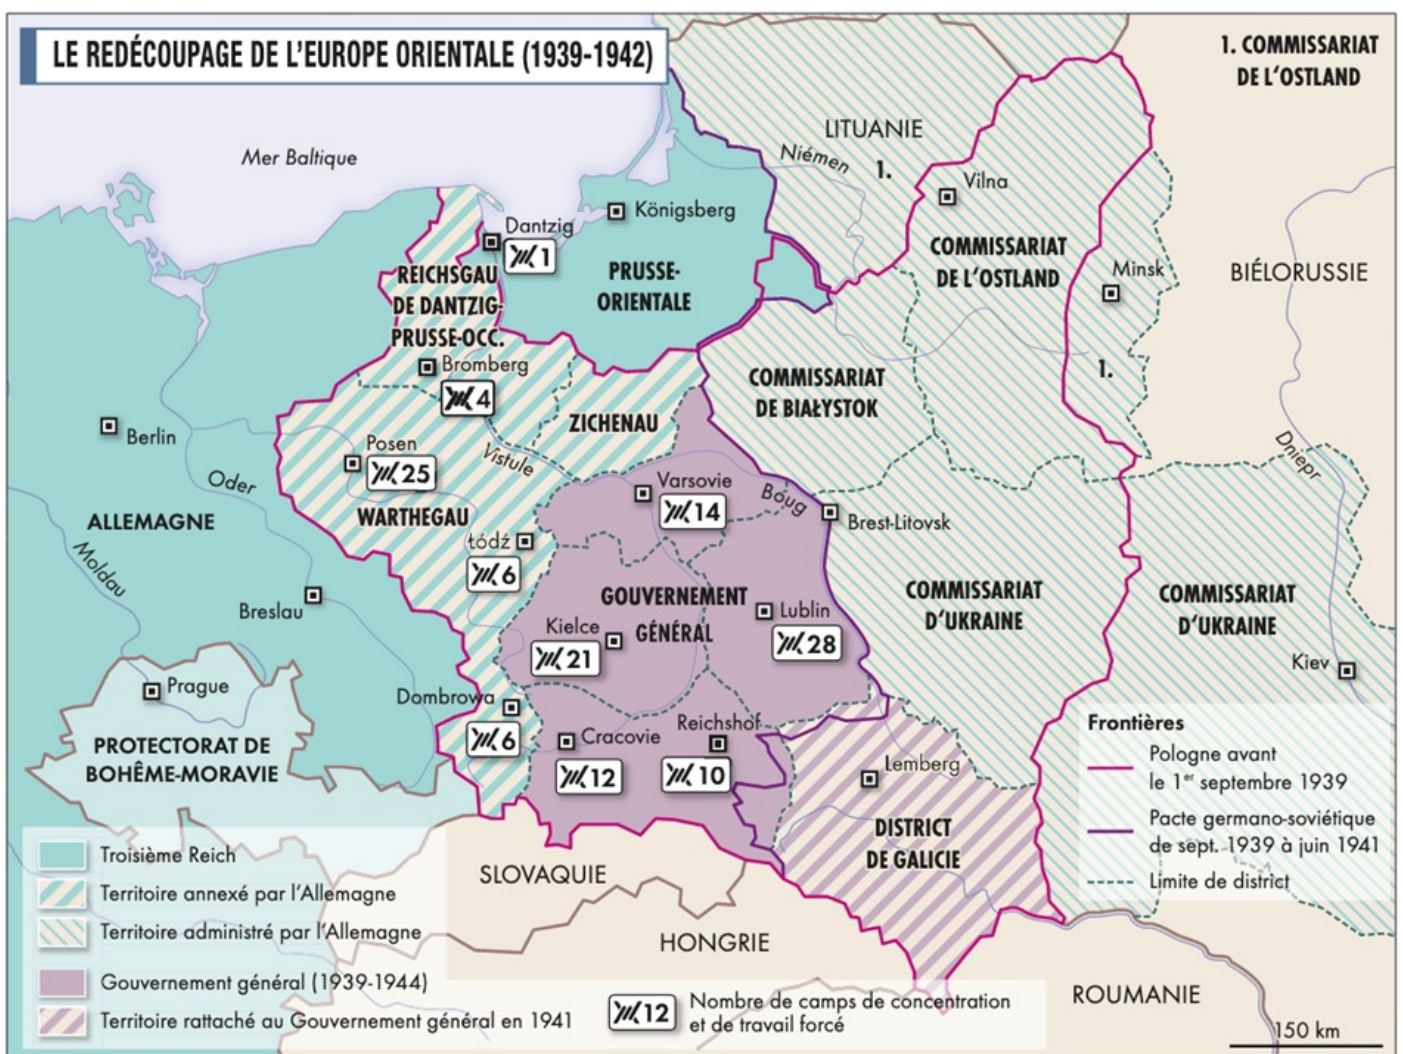 LE REDÉCOUPAGE DE L'EUROPE ORIENTALE (1939-1942)
1. COMMISSARIAT
DE L'OSTLAND
Mer Baltique
LITUANIE
Niémen
1.
Vilna
Königsberg
Dantzig
1
REICHSGAU
DE DANTZIG-
PRUSSE-OCC.
PRUSSE-
ORIENTALE
COMMISSARIAT
DE L'OSTLAND
Minsk
BIÉLORUSSIE
1.
Bromberg
4
COMMISSARIAT
DE BIAŁYSTOK
ZICHENAU
Berlin
Posen
25
Vistule
Oder
Dniepr
Varsovie
14
Boug
Brest-Litovsk
ALLEMAGNE
WARTHEGAU
Łódź
6
Moldau
Breslau
GOUVERNEMENT
GÉNÉRAL
Lublin
28
Kielce
21
COMMISSARIAT
D'UKRAINE
COMMISSARIAT
D'UKRAINE
Kiev
Prague
PROTECTORAT DE
BOHÊME-MORAVIE
Dombrowa
6
Cracovie
12
Reichshof
10
Lemberg
DISTRICT
DE GALICIE
Frontières
Pologne avant
le 1er septembre 1939
Pacte germano-soviétique
de sept. 1939 à juin 1941
Limite de district
SLOVAQUIE
HONGRIE
ROUMANIE
Troisième Reich
Territoire annexé par l'Allemagne
Territoire administré par l'Allemagne
Gouvernement général (1939-1944)
Territoire rattaché au Gouvernement général en 1941
12
Nombre de camps de concentration
et de travail forcé
150 km